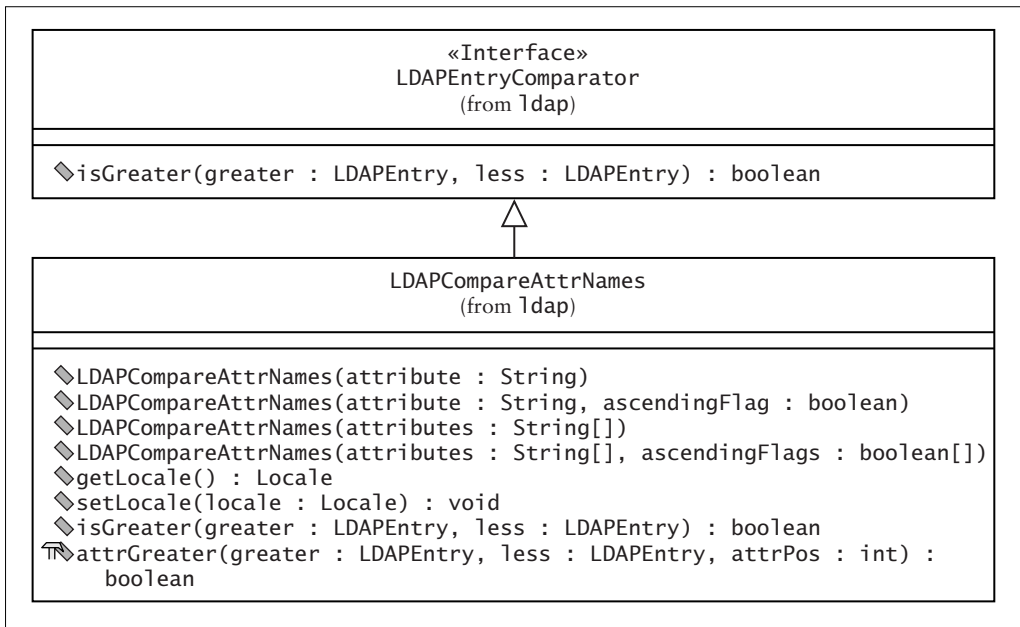 «Interface»
LDAPEntryComparator
(from ldap)
isGreater(greater : LDAPEntry, less : LDAPEntry) : boolean
LDAPCompareAttrNames
(from ldap)
LDAPCompareAttrNames(attribute : String)
LDAPCompareAttrNames(attribute : String, ascendingFlag : boolean)
LDAPCompareAttrNames(attributes : String[])
LDAPCompareAttrNames(attributes : String[], ascendingFlags : boolean[])
getLocale() : Locale
setLocale(locale : Locale) : void
isGreater(greater : LDAPEntry, less : LDAPEntry) : boolean
attrGreater(greater : LDAPEntry, less : LDAPEntry, attrPos : int) :
boolean